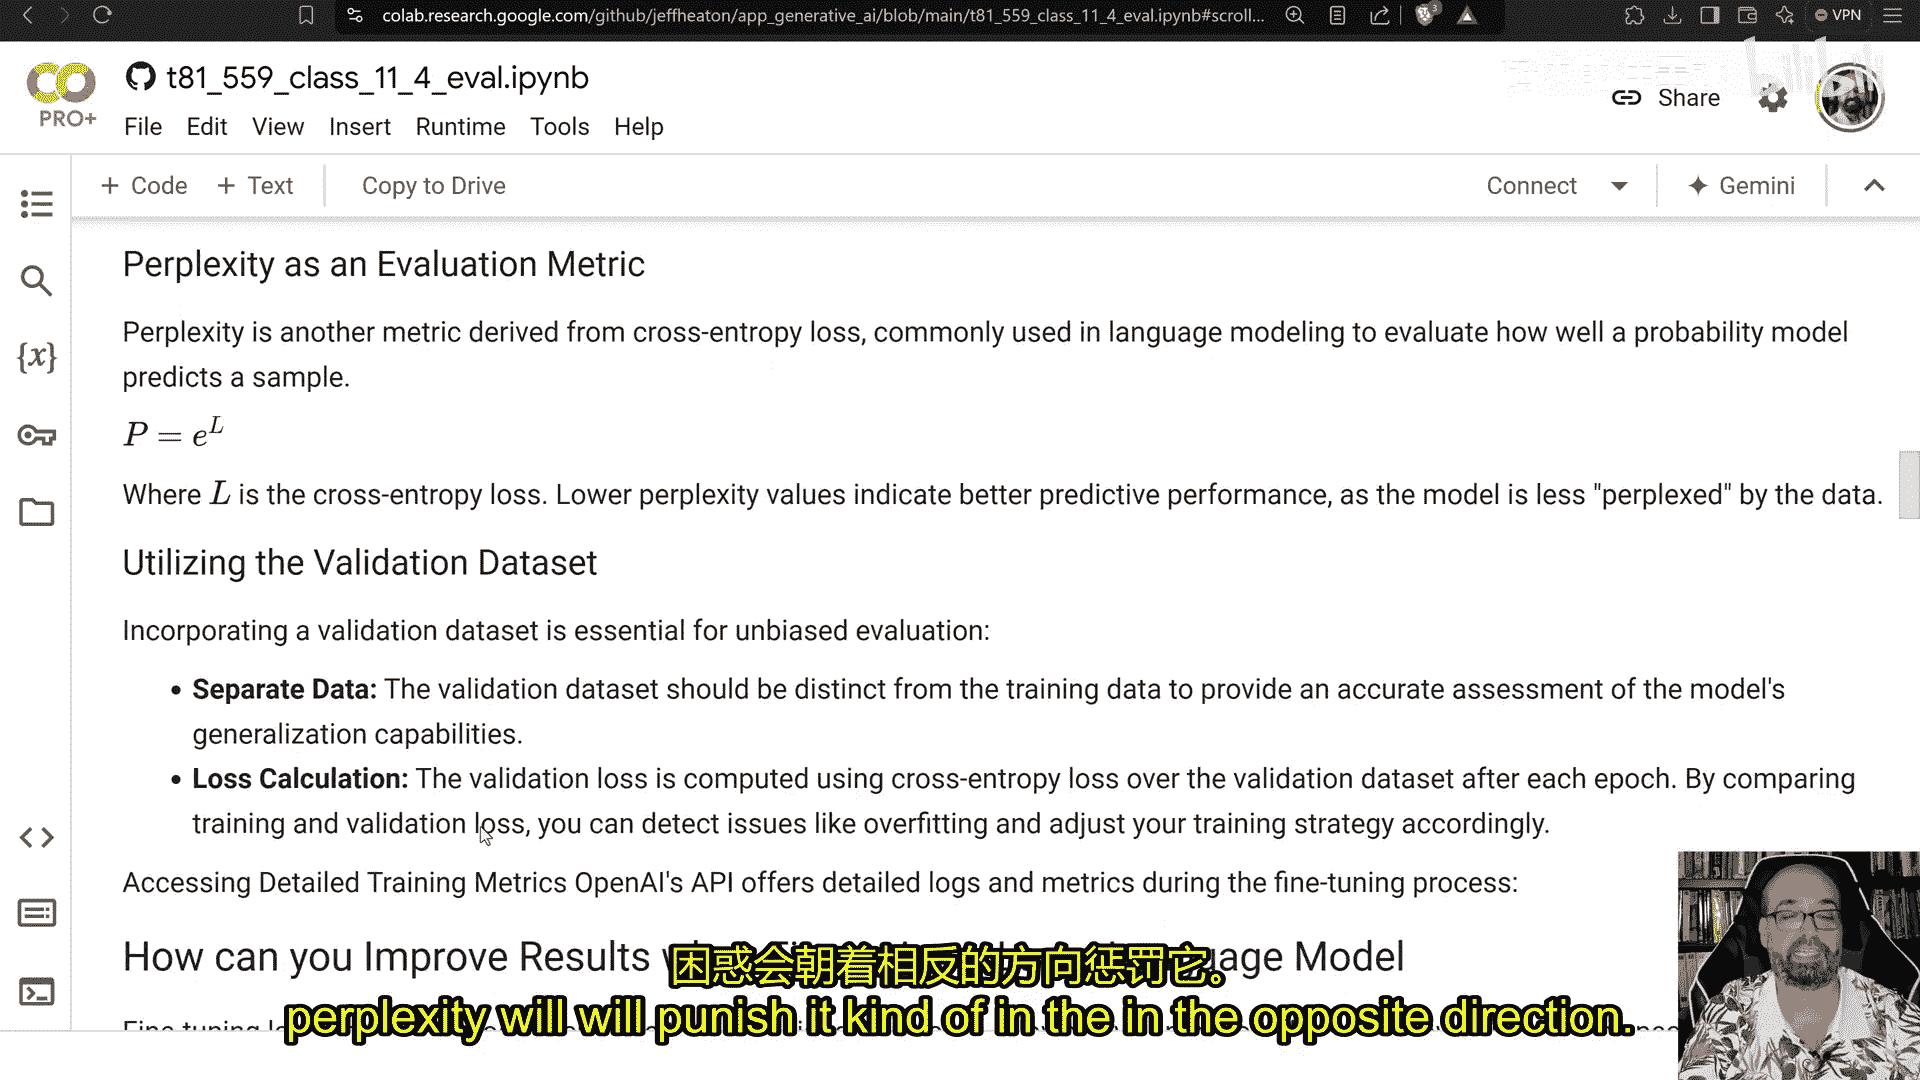 colab.research.google.com/github/jeffheaton/app_generative_ai/blob/main/t81_559_class_11_4_eval.ipynb#scroll...
3
VPN
PRO+
t81_559_class_11_4_eval.ipynb
Share
File Edit View Insert Runtime Tools Help
+ Code + Text Copy to Drive
Connect
Gemini
Perplexity as an Evaluation Metric
Perplexity is another metric derived from cross-entropy loss, commonly used in language modeling to evaluate how well a probability model
predicts a sample.
P = e^L
Where L is the cross-entropy loss. Lower perplexity values indicate better predictive performance, as the model is less "perplexed" by the data.
Utilizing the Validation Dataset
Incorporating a validation dataset is essential for unbiased evaluation:
• Separate Data: The validation dataset should be distinct from the training data to provide an accurate assessment of the model's
generalization capabilities.
• Loss Calculation: The validation loss is computed using cross-entropy loss over the validation dataset after each epoch. By comparing
training and validation loss, you can detect issues like overfitting and adjust your training strategy accordingly.
Accessing Detailed Training Metrics OpenAI's API offers detailed logs and metrics during the fine-tuning process:
How can you Improve Results Model
困惑会朝着相反的方向惩罚它。
perplexity will will punish it kind of in the in the opposite direction.